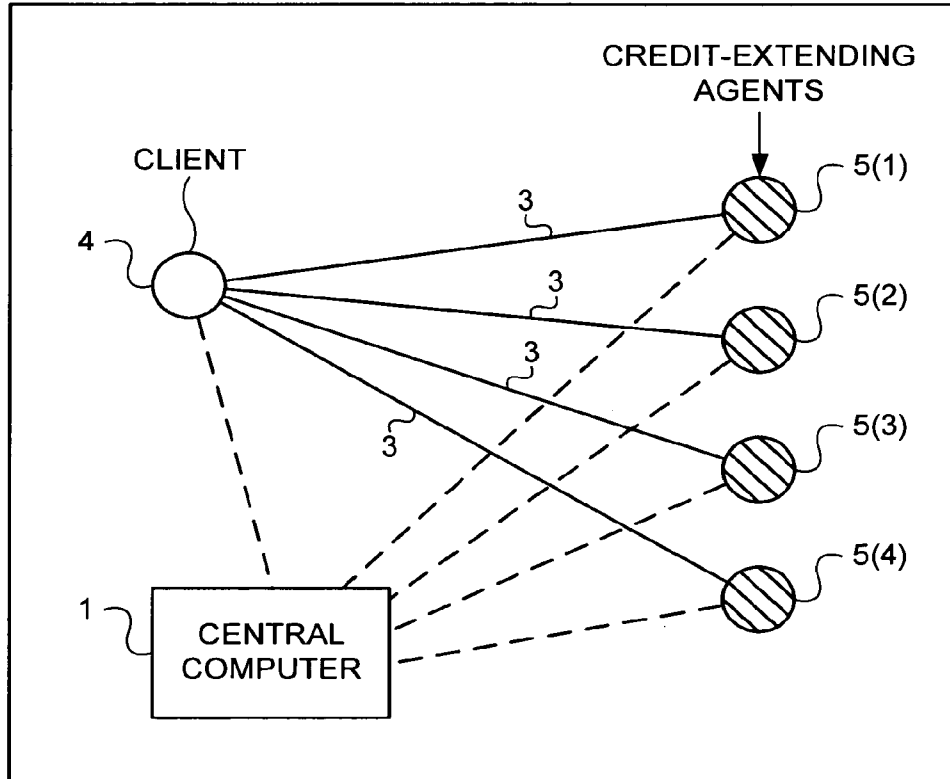 CREDIT-EXTENDING
AGENTS
CLIENT
5(1)
3
4
3
5(2)
3
3
5(3)
5(4)
1
CENTRAL
COMPUTER